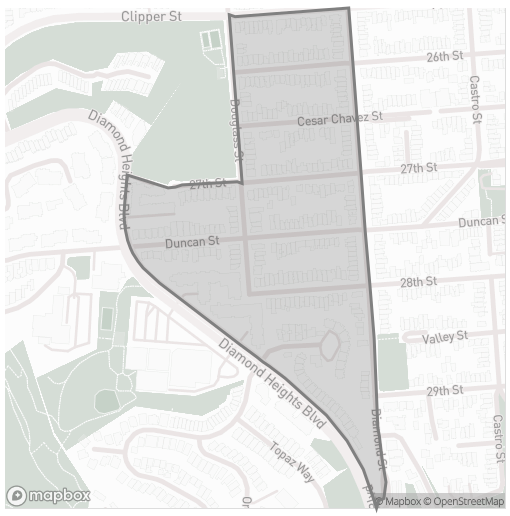 Clipper St
26th St
Castro St
Diamond Heights Blvd
Douglass St
Cesar Chavez St
27th St
27th St
Duncan St
Duncan S
28th St
Valley St
Diamond Heights Blvd
29th St
Diamond St
Castro St
Topaz Way
mapbox
© Mapbox © OpenStreetMap